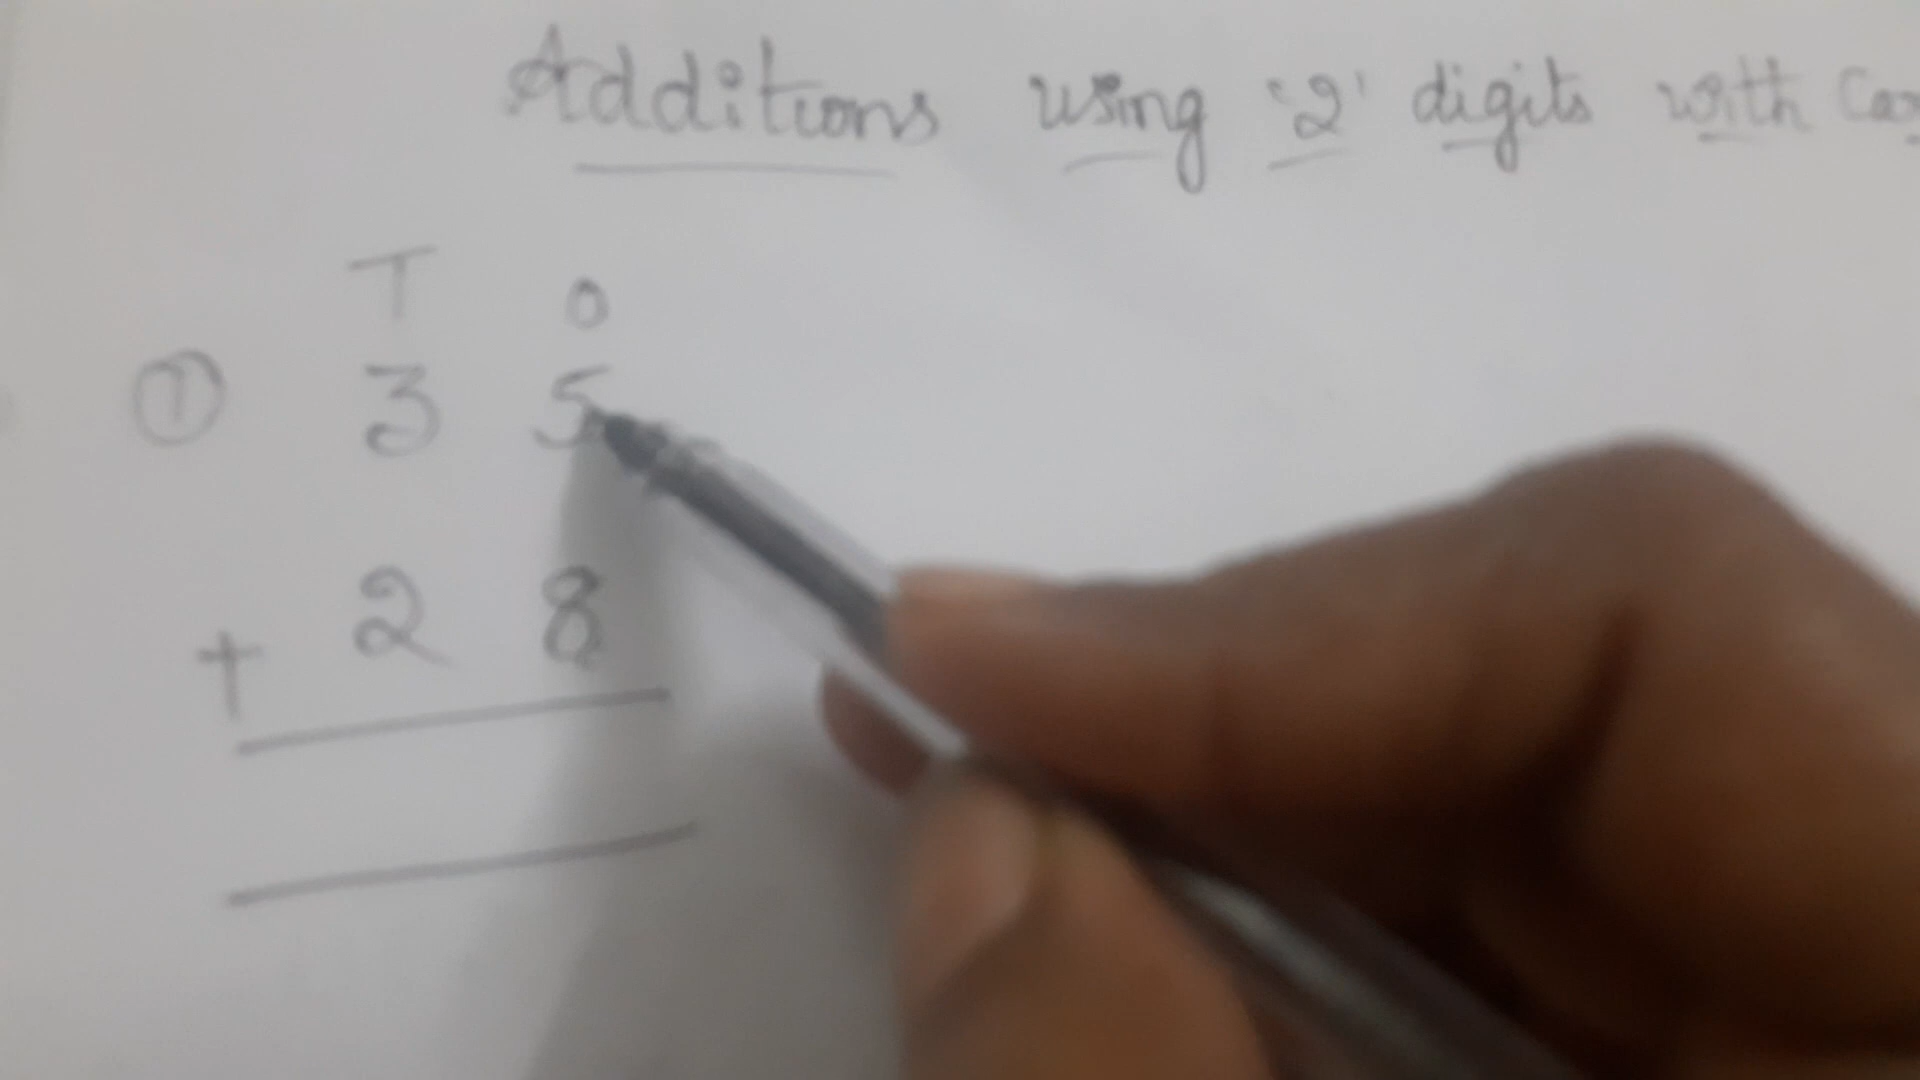 Additions using '2' digits with
T O
① 3 5
+ 2 8